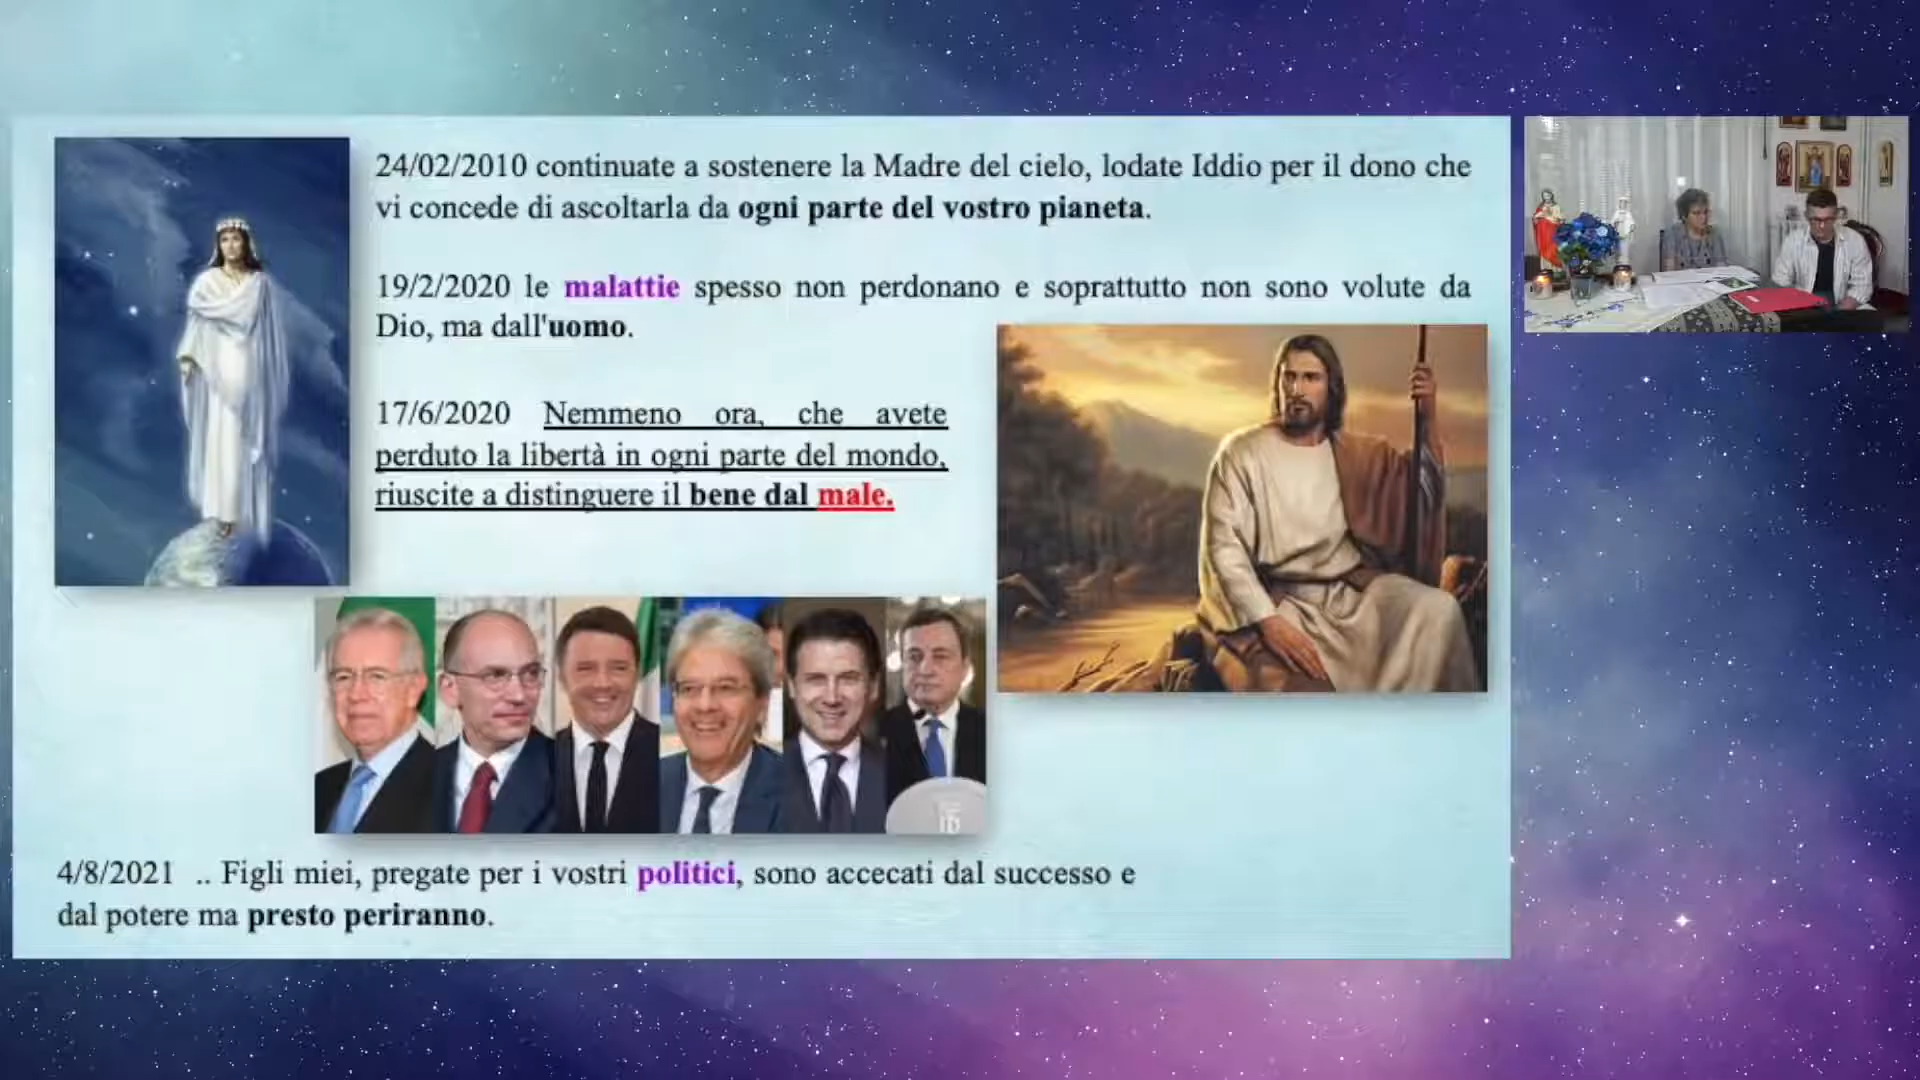 24/02/2010 continuate a sostenere la Madre del cielo, lodate Iddio per il dono che
vi concede di ascoltarla da ogni parte del vostro pianeta.
19/2/2020 le malattie spesso non perdonano e soprattutto non sono volute da
Dio, ma dall'uomo.
17/6/2020 Nemmeno ora, che avete
perduto la libertà in ogni parte del mondo,
riuscite a distinguere il bene dal male.
4/8/2021 .. Figli miei, pregate per i vostri politici, sono accecati dal successo e
dal potere ma presto periranno.